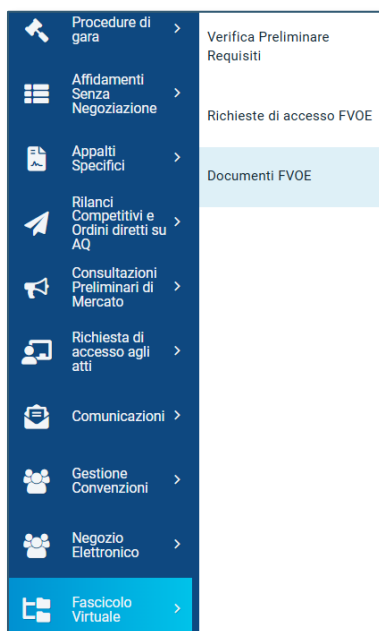 Procedure di
gara
Affidamenti
Senza
Negoziazione
Appalti
Specifici
Rilanci
Competitivi e
Ordini diretti su
AQ
Consultazioni
Preliminari di
Mercato
Richiesta di
accesso agli
atti
Comunicazioni
Gestione
Convenzioni
Negozio
Elettronico
Fascicolo
Virtuale
Verifica Preliminare
Requisiti
Richieste di accesso FVOE
Documenti FVOE